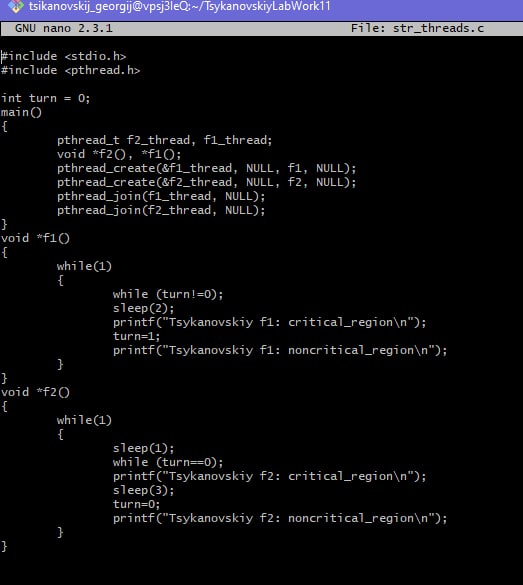 tsikanovskij_georgij@vpsj3leQ:~/TsykanovskiyLabWork11
GNU nano 2.3.1 File: str_threads.c
#include <stdio.h>
#include <pthread.h>
int turn = 0;
main()
{
pthread_t f2_thread, f1_thread;
void *f2(), *f1();
pthread_create(&f1_thread, NULL, f1, NULL);
pthread_create(&f2_thread, NULL, f2, NULL);
pthread_join(f1_thread, NULL);
pthread_join(f2_thread, NULL);
}
void *f1()
{
while(1)
{
while (turn!=0);
sleep(2);
printf("Tsykanovskiy f1: critical_region\n");
turn=1;
printf("Tsykanovskiy f1: noncritical_region\n");
}
}
void *f2()
{
while(1)
{
sleep(1);
while (turn==0);
printf("Tsykanovskiy f2: critical_region\n");
sleep(3);
turn=0;
printf("Tsykanovskiy f2: noncritical_region\n");
}
}